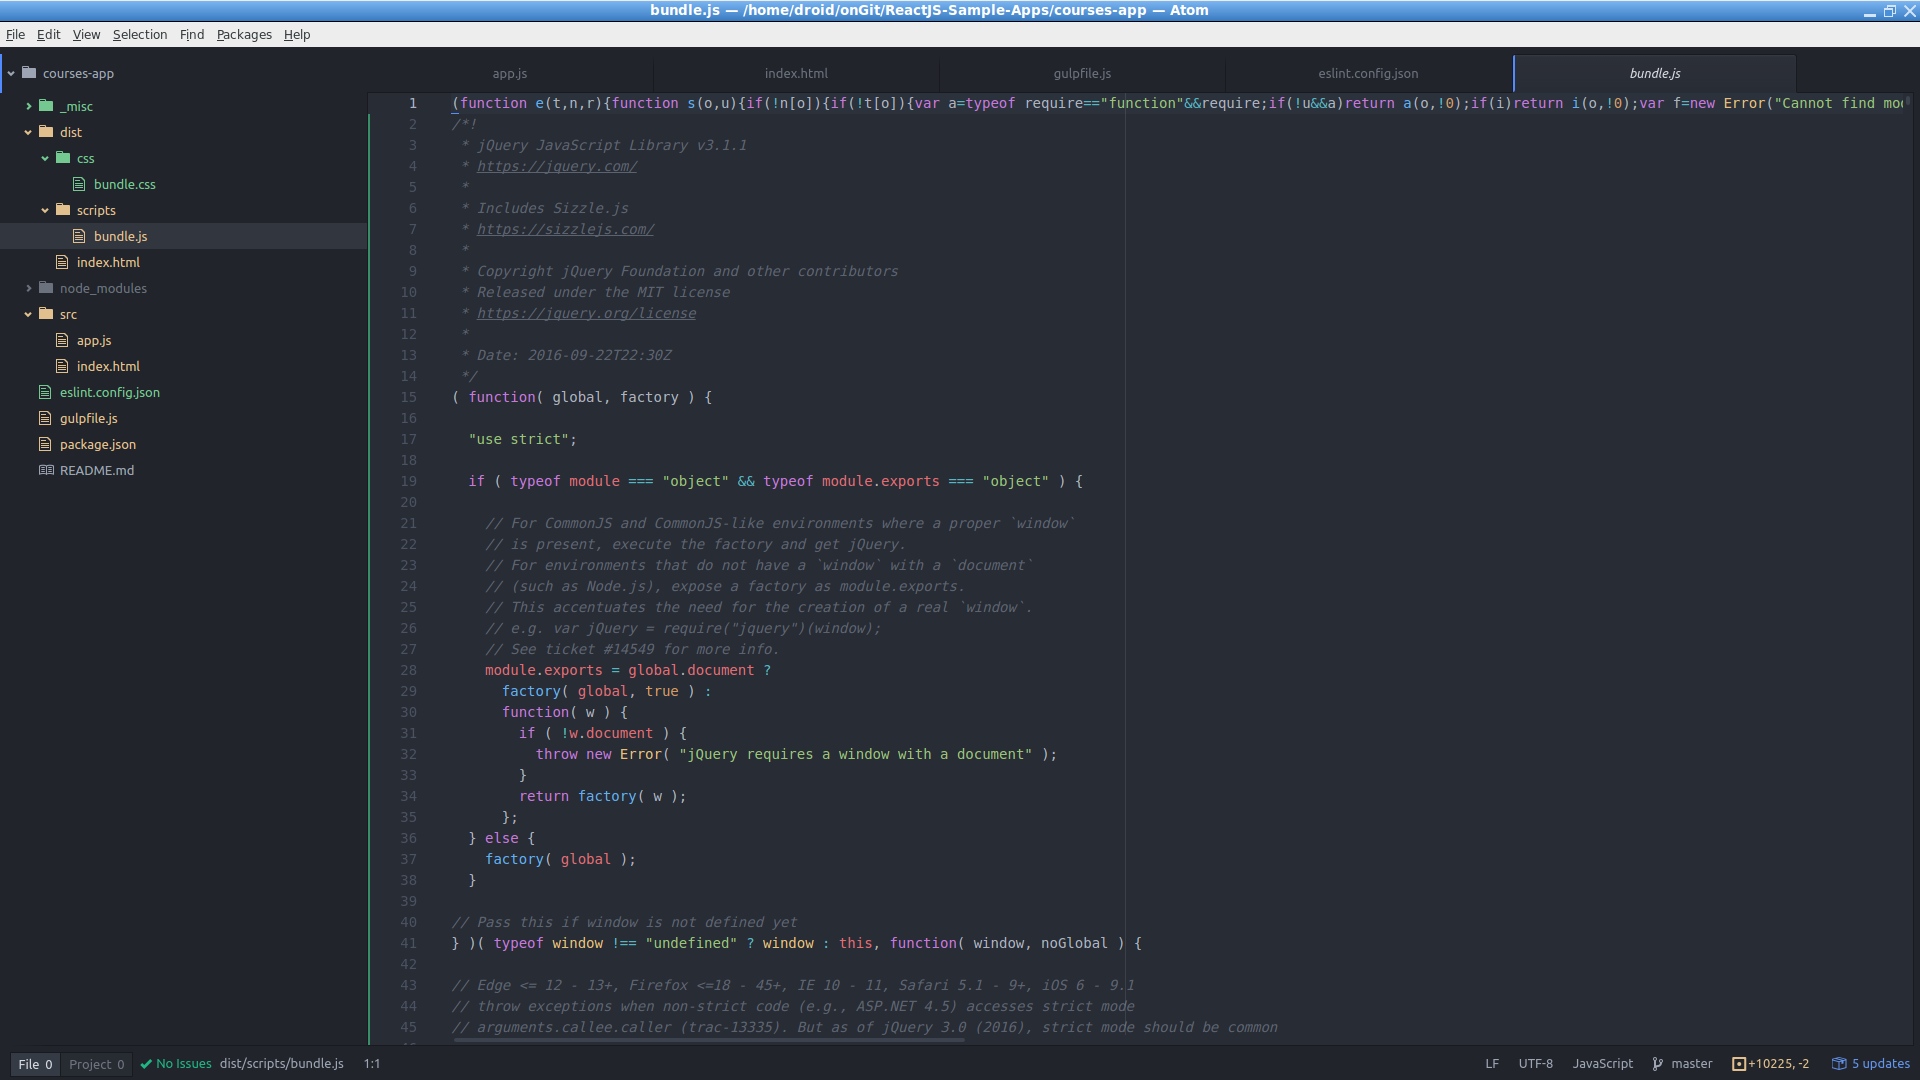 bundle.js — /home/droid/onGit/ReactJS-Sample-Apps/courses-app — Atom
File Edit View Selection Find Packages Help
courses-app
_misc
dist
css
bundle.css
scripts
bundle.js
index.html
node_modules
src
app.js
index.html
eslint.config.json
gulpfile.js
package.json
README.md
app.js index.html gulpfile.js eslint.config.json bundle.js
1 (function e(t,n,r){function s(o,u){if(!n[o]){if(!t[o]){var a=typeof require=="function"&&require;if(!u&&a)return a(o,!0);if(i)return i(o,!0);var f=new Error("Cannot find mod
2 /*!
3 * jQuery JavaScript Library v3.1.1
4 * https://jquery.com/
5 *
6 * Includes Sizzle.js
7 * https://sizzlejs.com/
8 *
9 * Copyright jQuery Foundation and other contributors
10 * Released under the MIT license
11 * https://jquery.org/license
12 *
13 * Date: 2016-09-22T22:30Z
14 */
15 ( function( global, factory ) {
16
17 "use strict";
18
19 if ( typeof module === "object" && typeof module.exports === "object" ) {
20
21 // For CommonJS and CommonJS-like environments where a proper `window`
22 // is present, execute the factory and get jQuery.
23 // For environments that do not have a `window` with a `document`
24 // (such as Node.js), expose a factory as module.exports.
25 // This accentuates the need for the creation of a real `window`.
26 // e.g. var jQuery = require("jquery")(window);
27 // See ticket #14549 for more info.
28 module.exports = global.document ?
29 factory( global, true ) :
30 function( w ) {
31 if ( !w.document ) {
32 throw new Error( "jQuery requires a window with a document" );
33 }
34 return factory( w );
35 };
36 } else {
37 factory( global );
38 }
39
40 // Pass this if window is not defined yet
41 } )( typeof window !== "undefined" ? window : this, function( window, noGlobal ) {
42
43 // Edge <= 12 - 13+, Firefox <=18 - 45+, IE 10 - 11, Safari 5.1 - 9+, iOS 6 - 9.1
44 // throw exceptions when non-strict code (e.g., ASP.NET 4.5) accesses strict mode
45 // arguments.callee.caller (trac-13335). But as of jQuery 3.0 (2016), strict mode should be common
File 0 Project 0 No Issues dist/scripts/bundle.js 1:1 LF UTF-8 JavaScript master +10225, -2 5 updates